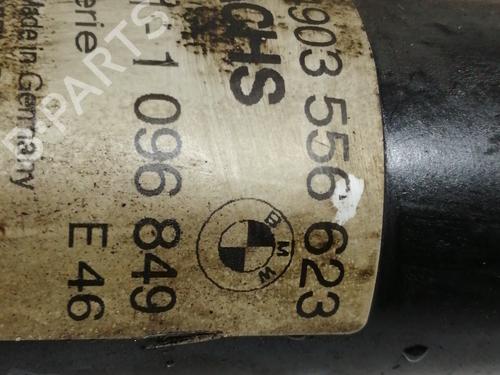 903 556 623
CHS
BMW
1 096 849
erie
E 46
Made in Germany
B-Parts